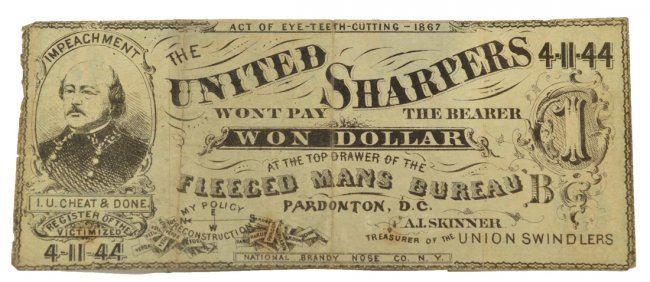 ACT OF EYE-TEETH-CUTTING - 1867
IMPEACHMENT
THE
UNITED SHARPERS
4-11-44
WONT PAY THE BEARER
1
WON DOLLAR
AT THE TOP DRAWER OF THE
FLEECED MANS BUREAU
B
I. U. CHEAT & DONE
PARDONTON, D.C.
REGISTER OF THE
VICTIMIZED
MY POLICY
NEW
RECONSTRUCTION
A.I. SKINNER
TREASURER OF THE UNION SWINDLERS
4-11-44
NATIONAL BRANDY NOSE CO. N.Y.